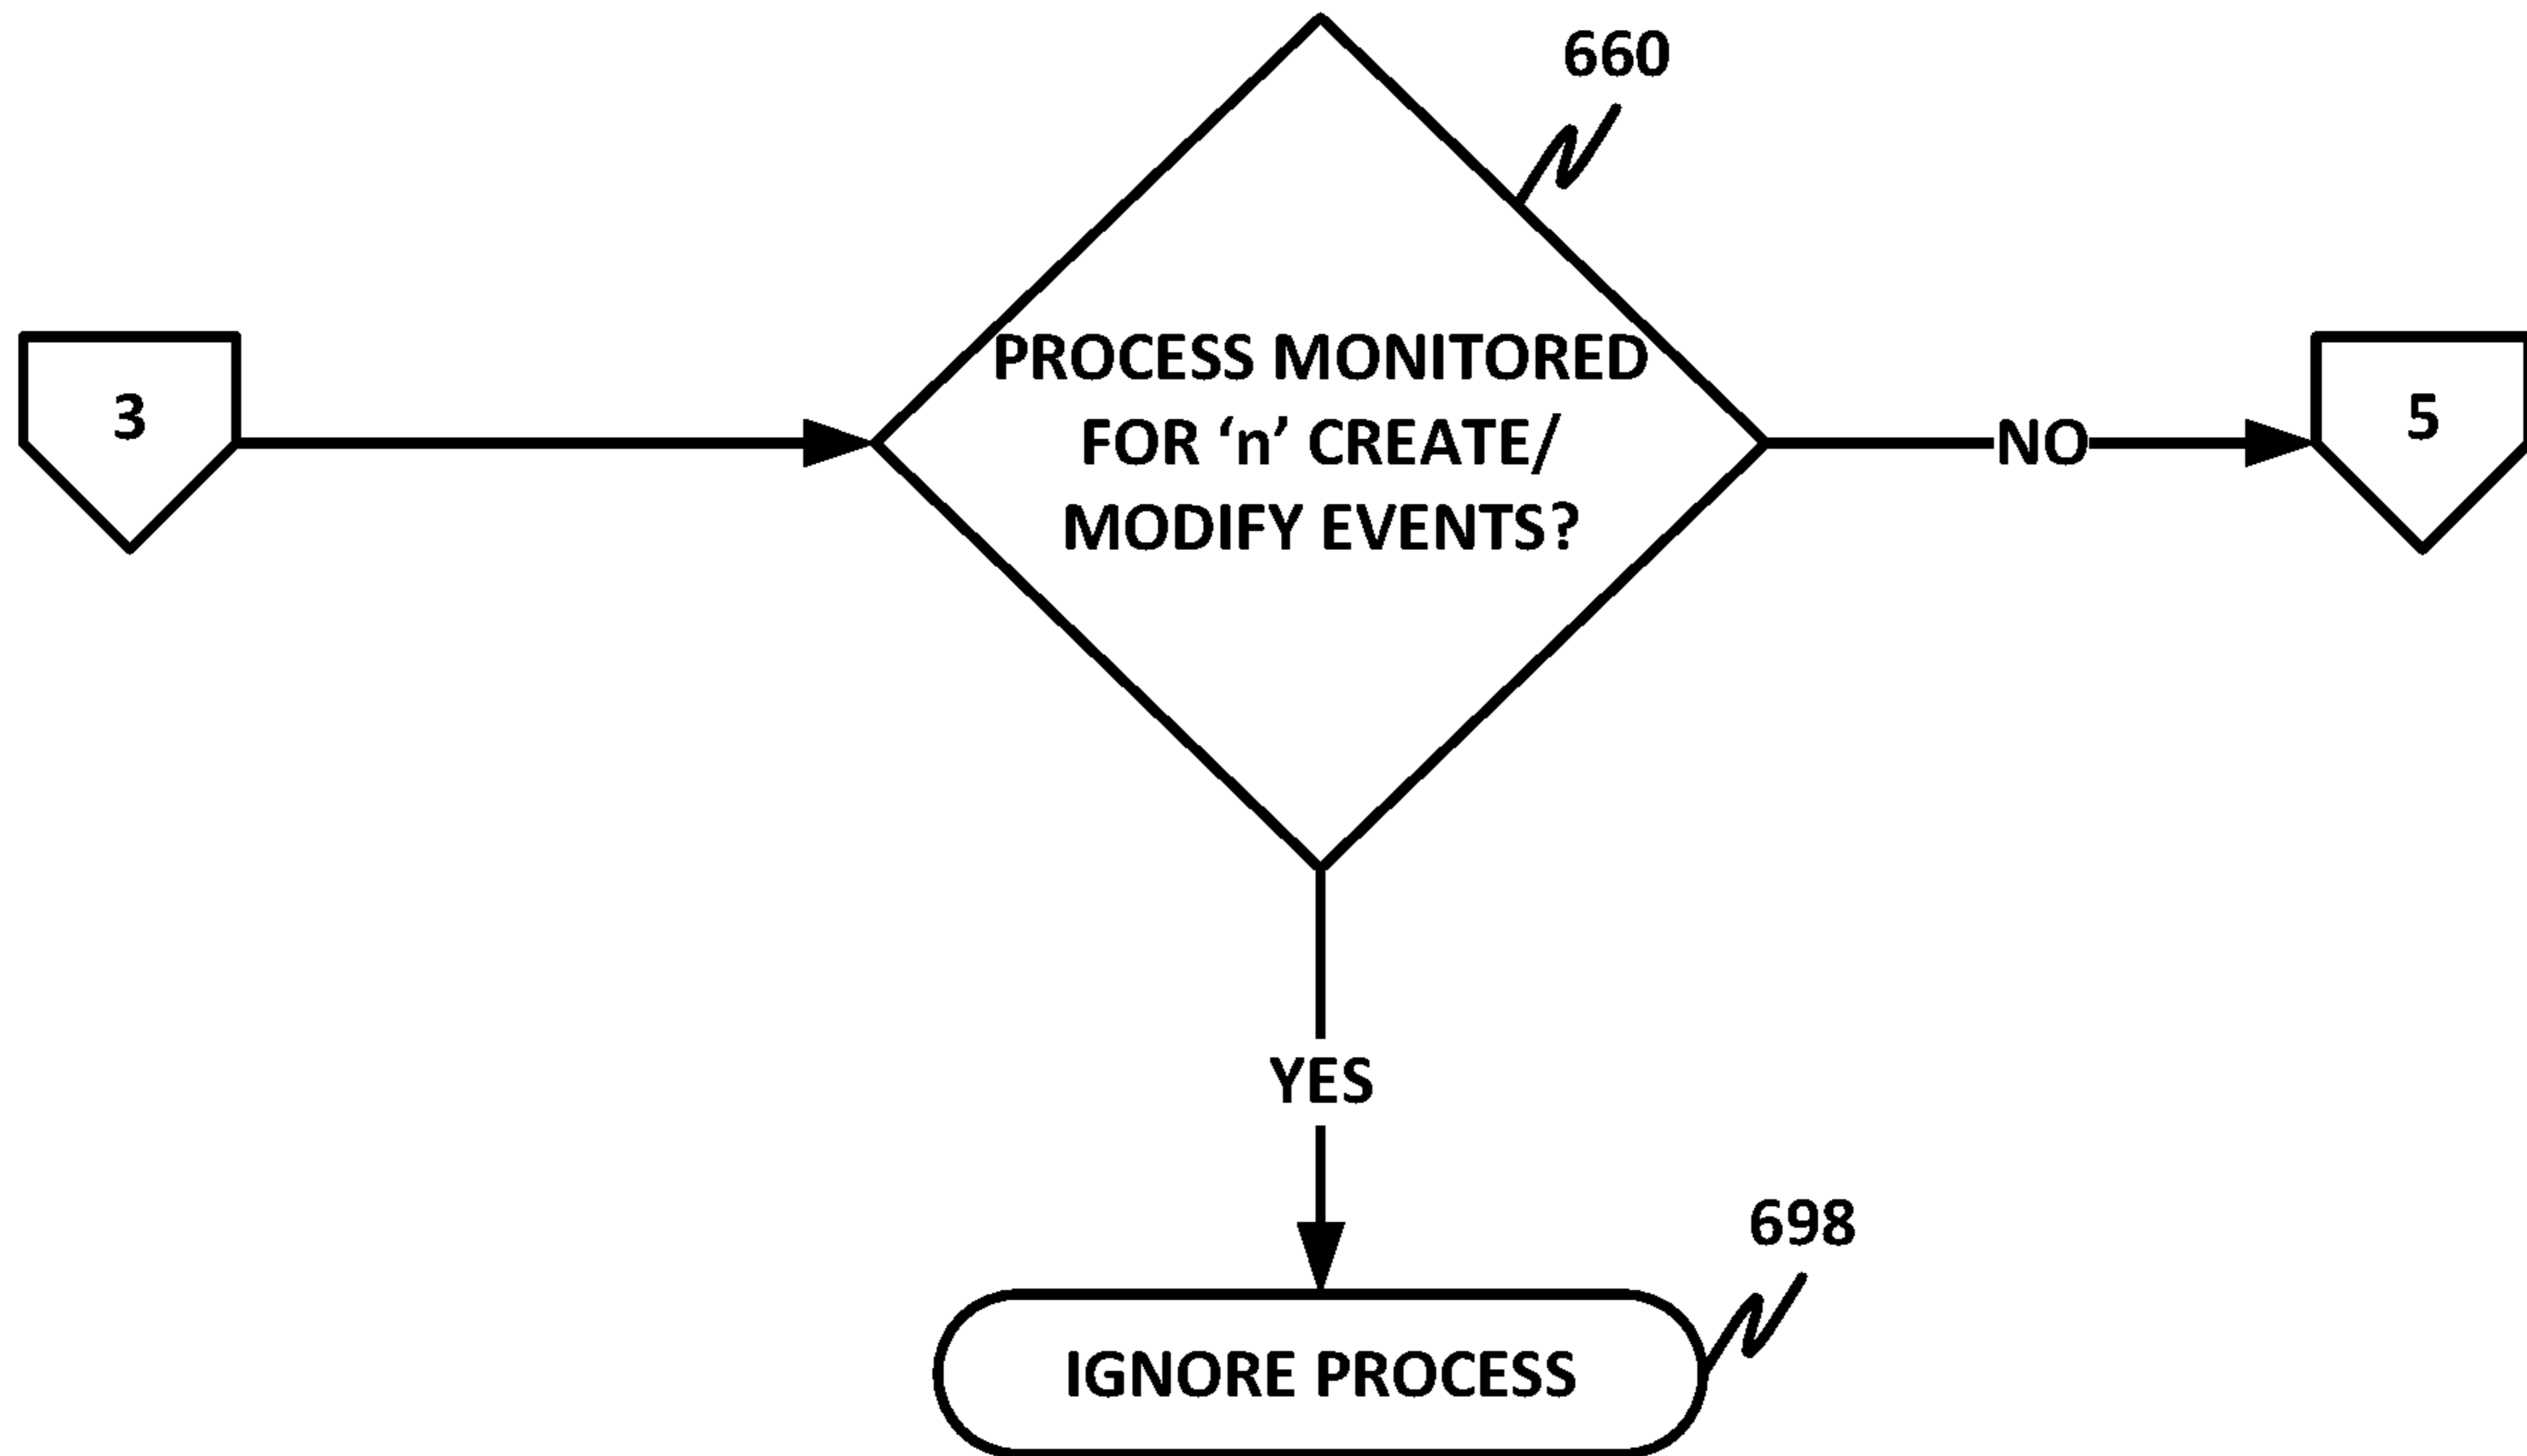 660
PROCESS MONITORED
FOR ‘n’ CREATE/
MODIFY EVENTS?
3
NO
5
YES
698
IGNORE PROCESS